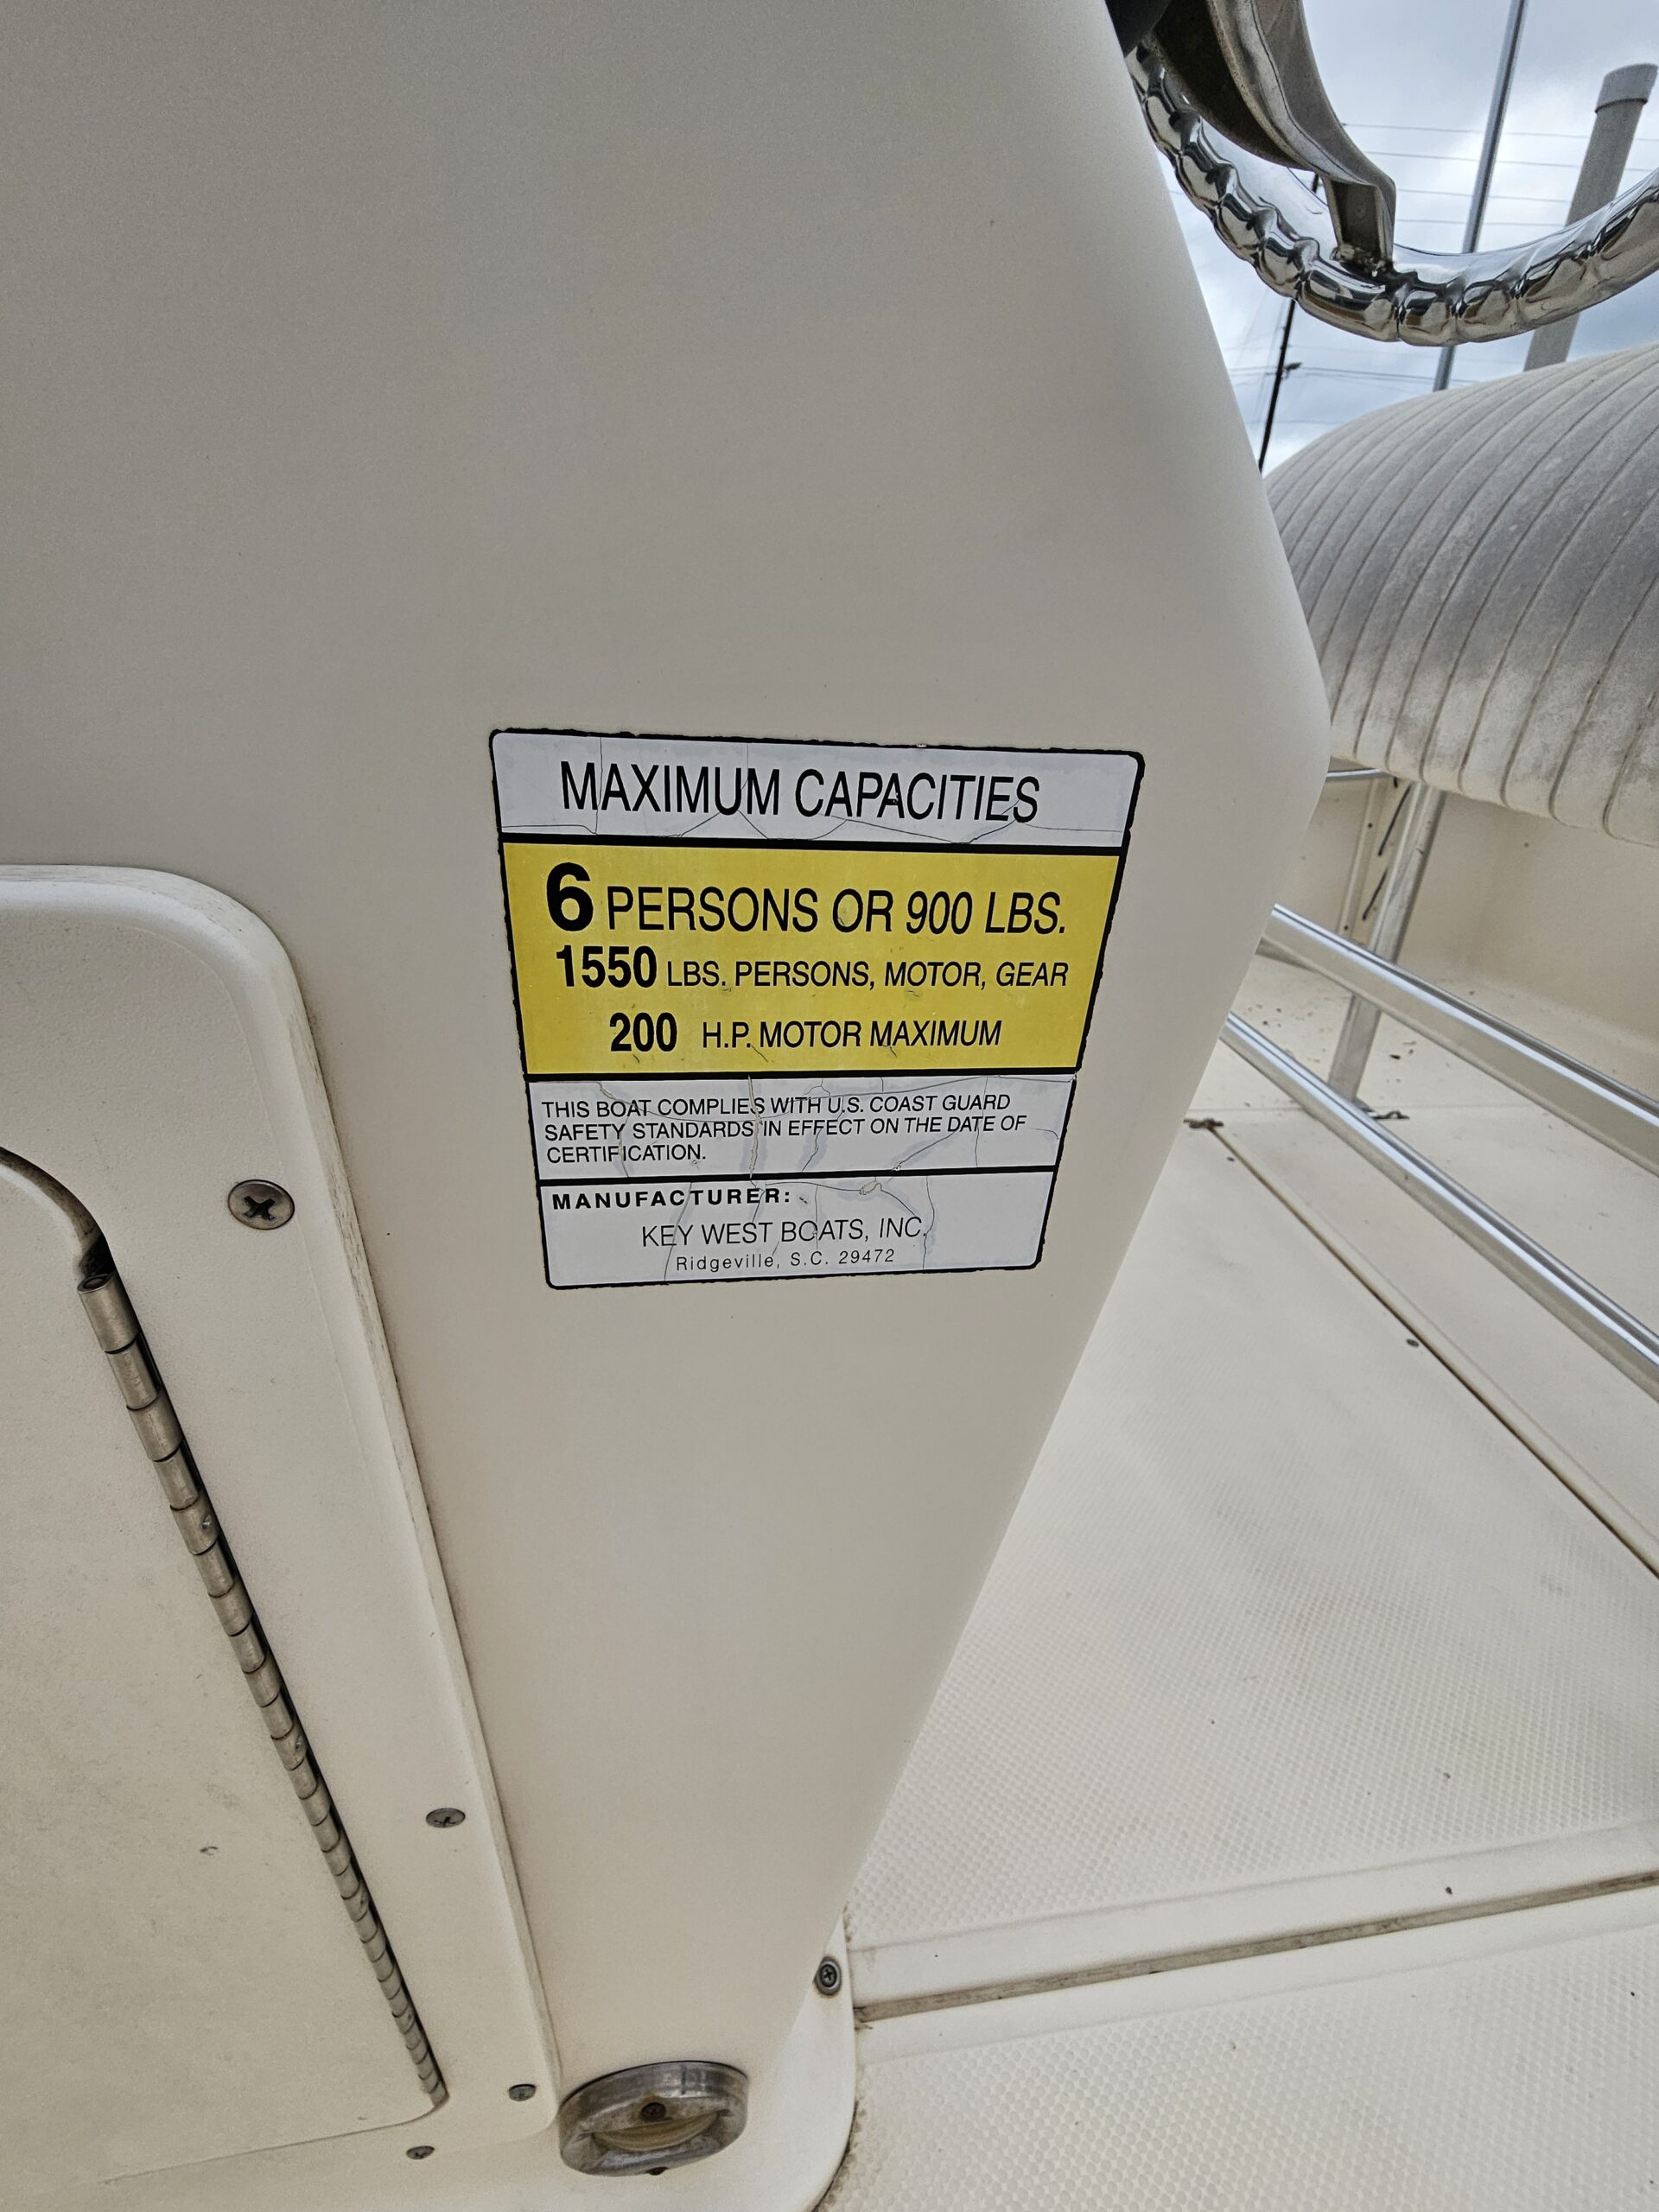 MAXIMUM CAPACITIES
6 PERSONS OR 900 LBS.
1550 LBS. PERSONS, MOTOR, GEAR
200 H.P. MOTOR MAXIMUM
THIS BOAT COMPLIES WITH U.S. COAST GUARD
SAFETY STANDARDS IN EFFECT ON THE DATE OF
CERTIFICATION.
MANUFACTURER:
KEY WEST BOATS, INC.
Ridgeville, S.C. 29472